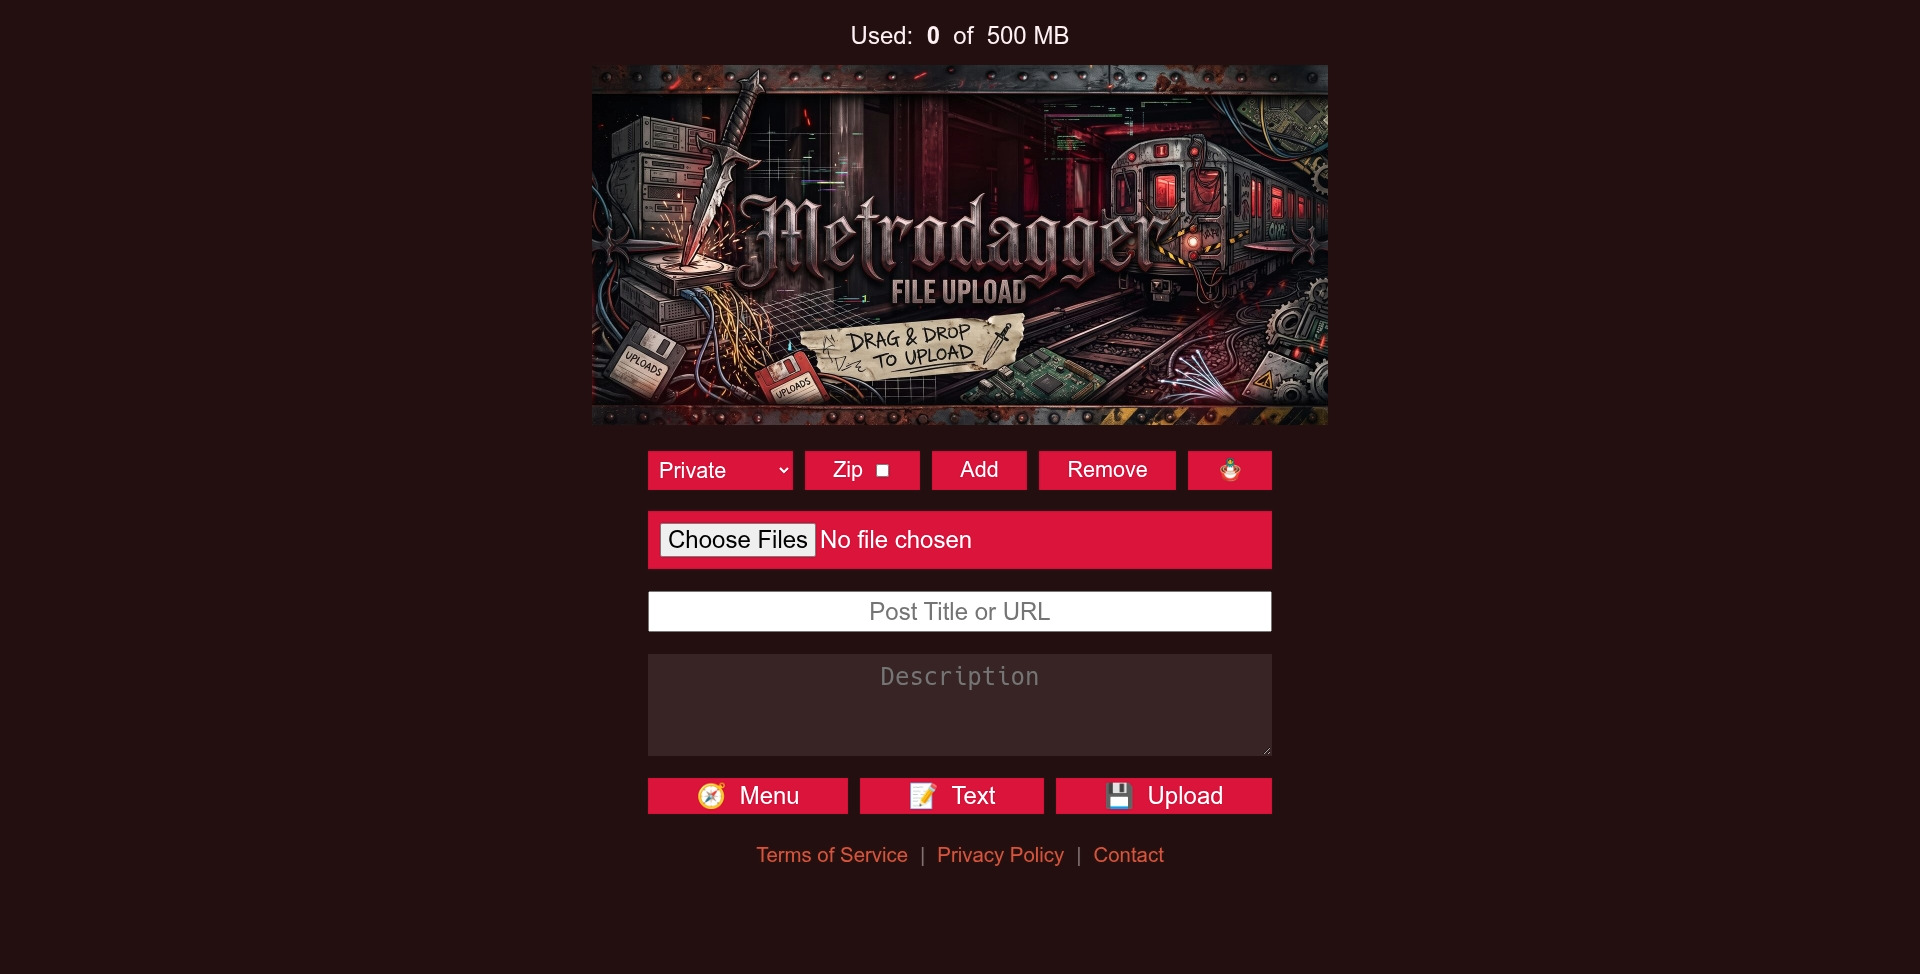 Used: 0 of 500 MB
Metrodagger
FILE UPLOAD
DRAG & DROP
TO UPLOAD
UPLOADS
UPLOADS
Private
Zip
Add
Remove
Choose Files No file chosen
Post Title or URL
Description
Menu
Text
Upload
Terms of Service | Privacy Policy | Contact